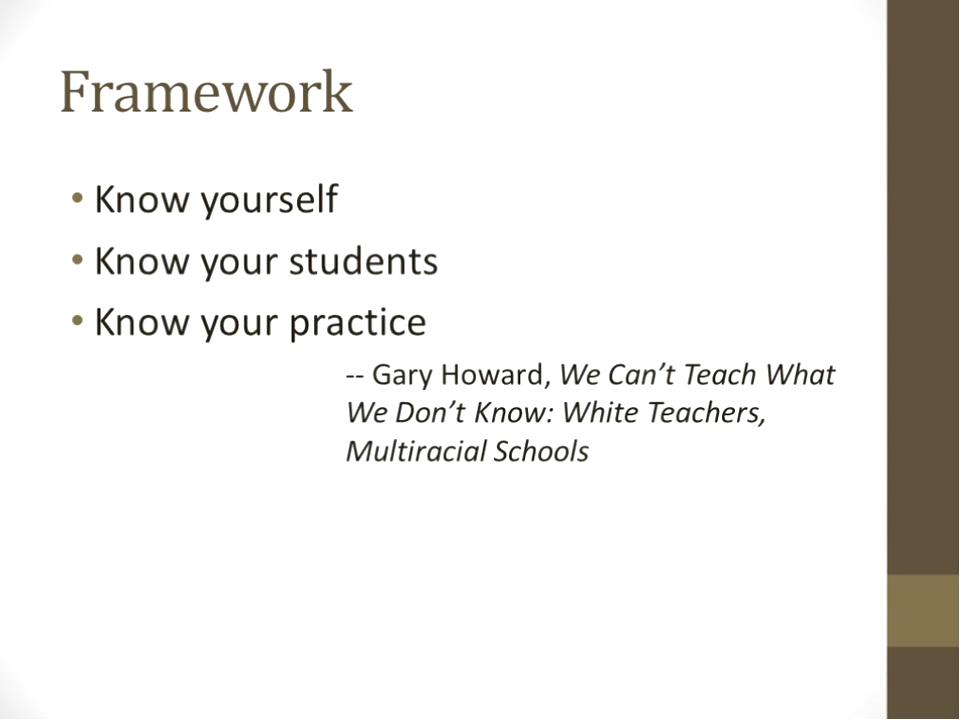 Framework
• Know yourself
• Know your students
• Know your practice
-- Gary Howard, We Can’t Teach What
We Don’t Know: White Teachers,
Multiracial Schools